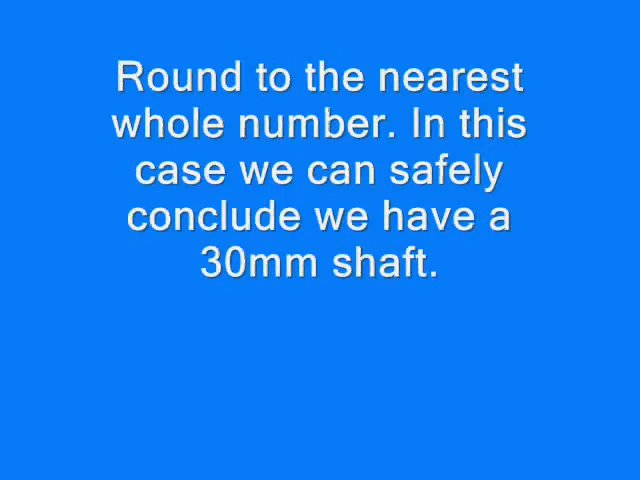 Round to the nearest
whole number. In this
case we can safely
conclude we have a
30mm shaft.